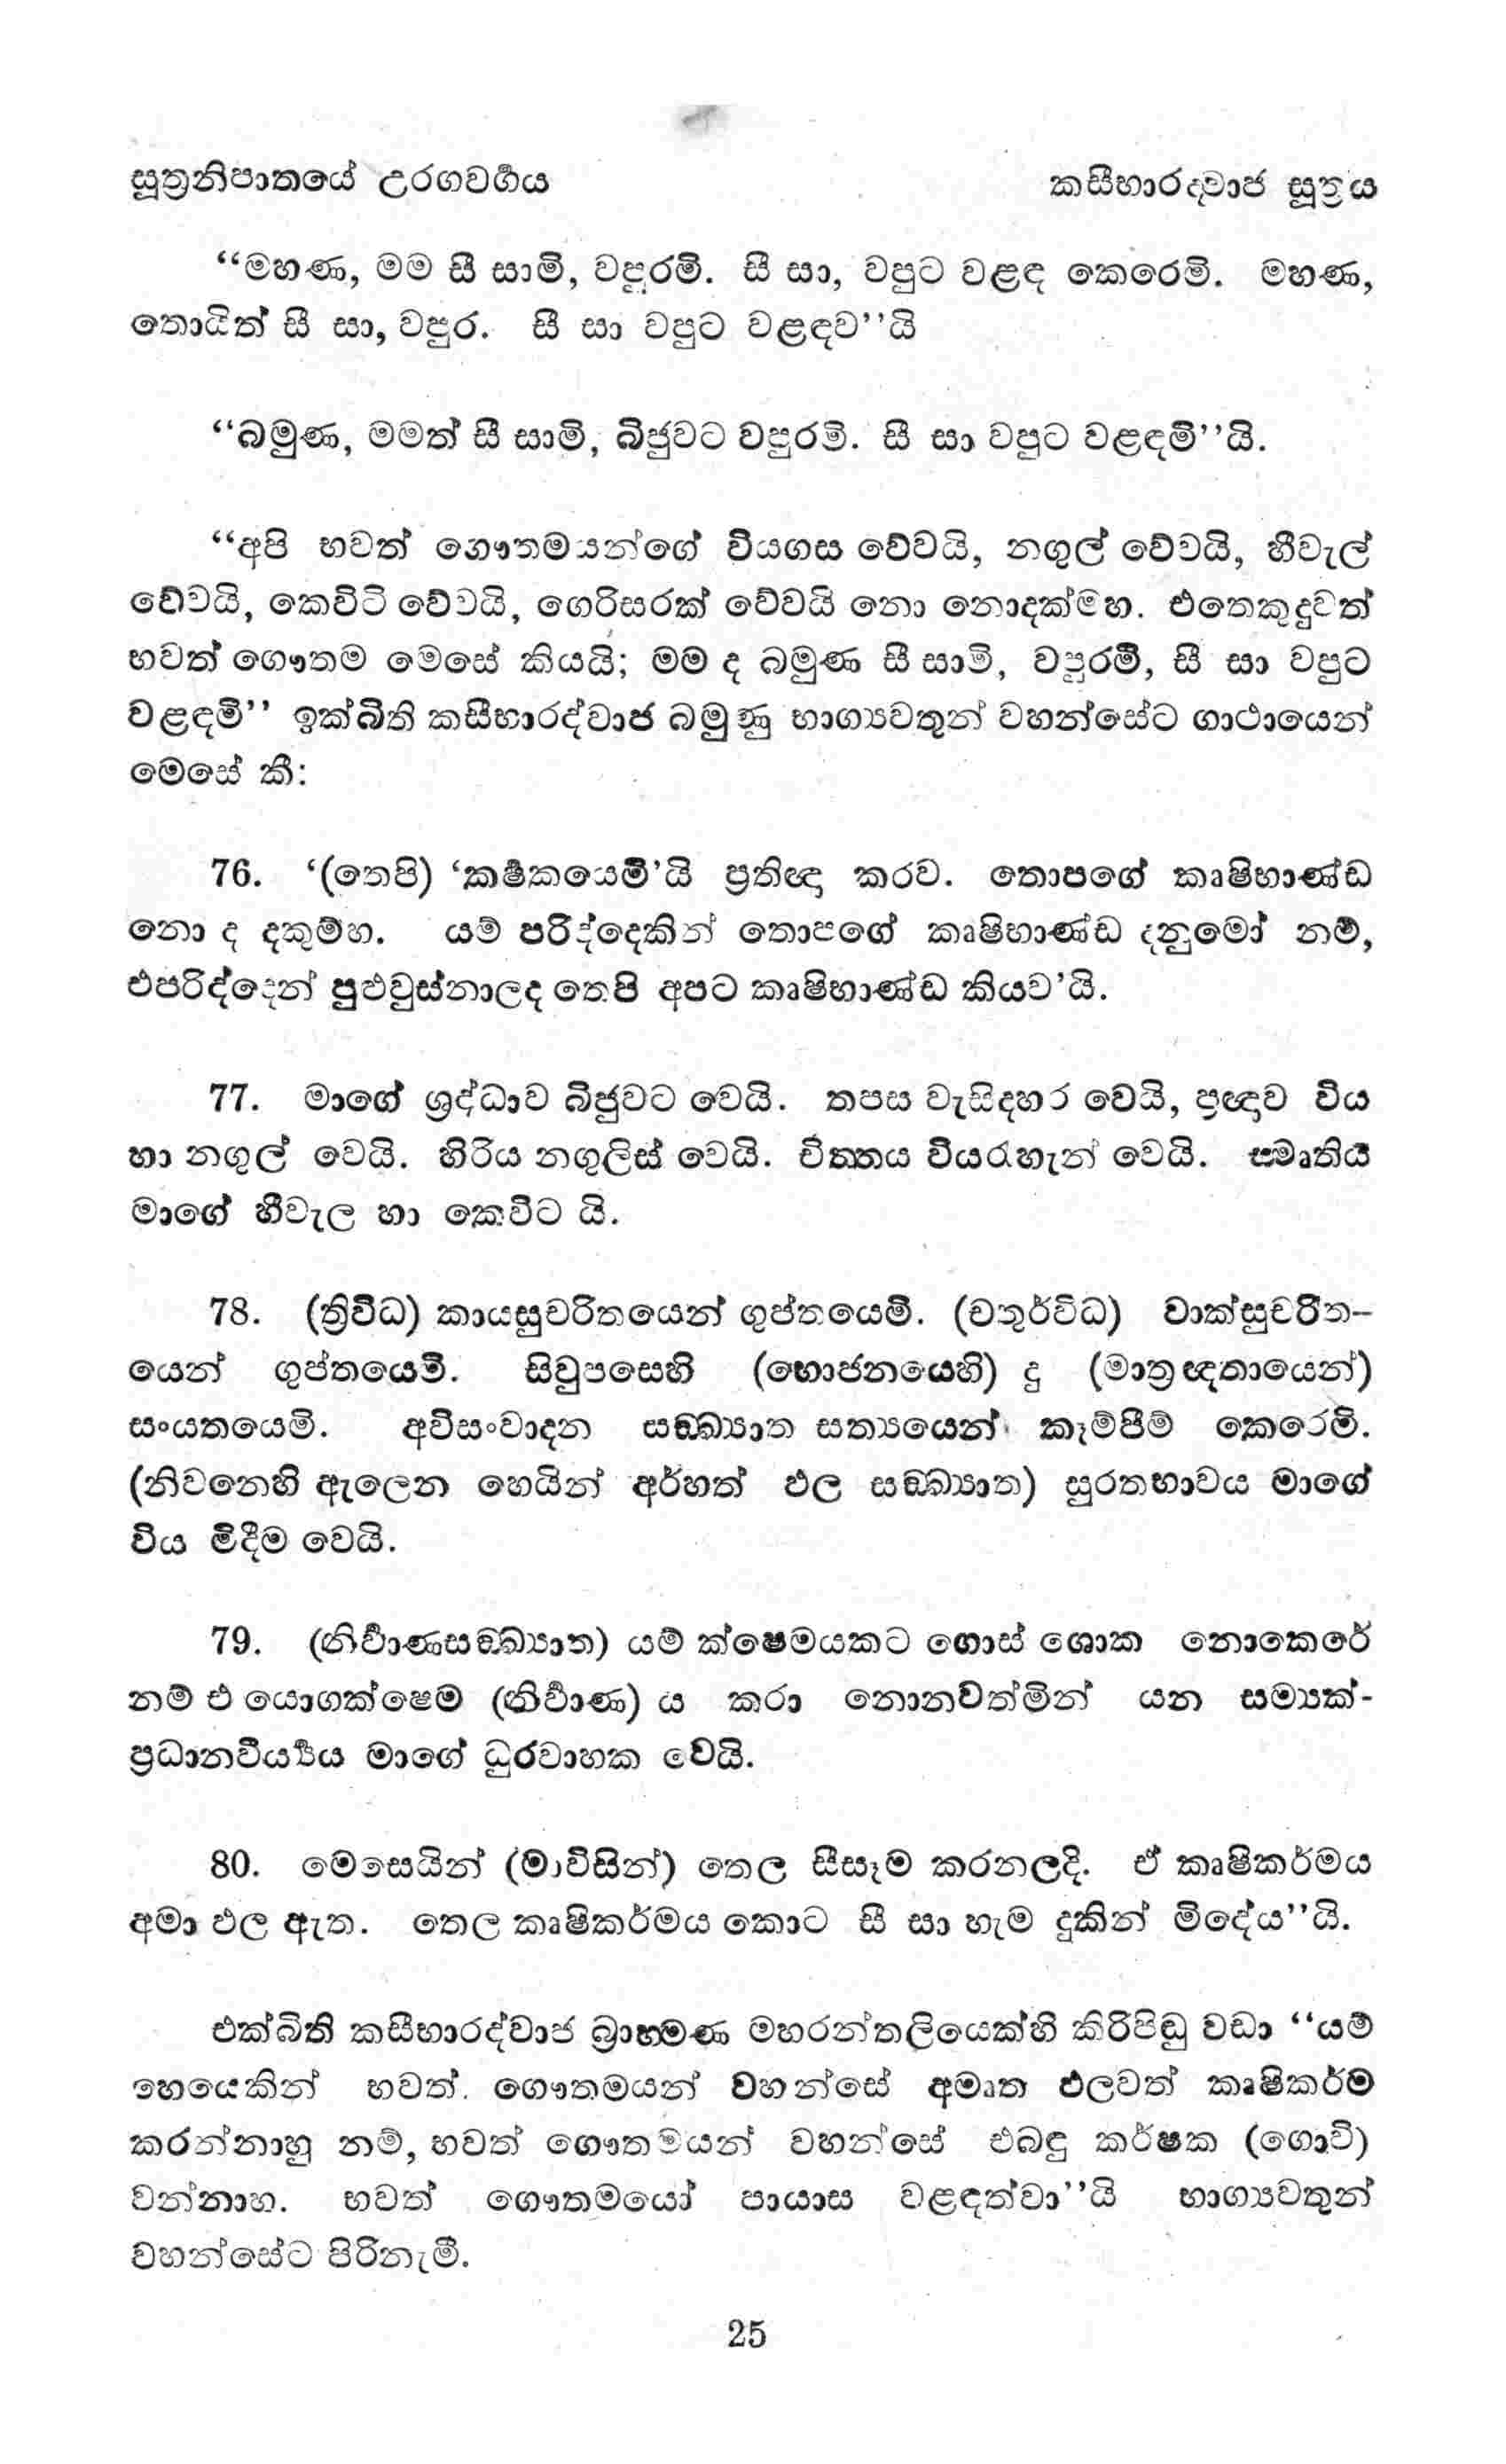 සූත්‍රනිපාතයේ උරගවර්‍ගය
කසීභාරද්‍වාජ සූත්‍රය
“මහණ, මම සී සාමි, වපුරමි. සී සා, වපුට වළඳ කෙරෙමි. මහණ,
තොයිත් සී සා, වපුර. සී සා වපුට වළඳව”යි
“බමුණ, මමත් සී සාමි, බිජුවට වපුරමි. සී සා වපුට වළඳමි”යි.
“අපි භවත් ගෞතමයන්ගේ වියගස වේවයි, නගුල් වේවයි, හීවැල්
වේවයි, කෙවිටි වේවයි, ගෙරිසරක් වේවයි නො නොදක්මහ. එතෙකුදුවත්
භවත් ගෞතම මෙසේ කියයි; මම ද බමුණ සී සාමි, වපුරමි, සී සා වපුට
වළඳමි” ඉක්බිති කසීභාරද්වාජ බමුණු භාග්‍යවතුන් වහන්සේට ගාථායෙන්
මෙසේ කී:
76. ‘(තෙපි) ‘කර්‍ෂකයෙමි’යි ප්‍රතිඥා කරව. තොපගේ කෘෂිභාණ්ඩ
නො ද දකුම්හ. යම් පරිද්දෙකින් තොපගේ කෘෂිභාණ්ඩ දනුමෝ නම්,
එපරිද්දෙන් පුළුවුස්නාලද තෙපි අපට කෘෂිභාණ්ඩ කියව’යි.
77. මාගේ ශ්‍රද්ධාව බිජුවට වෙයි. තපස වැසිදහර වෙයි, ප්‍රඥාව විය
හා නගුල් වෙයි. හිරිය නගුලිස් වෙයි. චිත්තය වියරැහැන් වෙයි. ස්මෘතිය
මාගේ හීවැල හා කෙවිට යි.
78. (ත්‍රිවිධ) කායසුචරිතයෙන් ගුප්තයෙමි. (චතුර්විධ) වාක්සුචරිත–
යෙන් ගුප්තයෙමි. සිවුපසෙහි (භොජනයෙහි) දු (මාත්‍රඥතායෙන්)
සංයතයෙමි. අවිසංවාදන සඞ්ඛ්‍යාත සත්‍යයෙන් කැම්පීම් කෙරෙමි.
(නිවනෙහි ඇලෙන හෙයින් අර්හත් ඵල සඞ්ඛ්‍යාත) සුරතභාවය මාගේ
විය මිදීම වෙයි.
79. (නිර්‍වාණසඞ්ඛ්‍යාත) යම් ක්ෂෙමයකට ගොස් ශොක නොකෙරේ
නම් එ යොගක්ෂෙම (නිර්‍වාණ) ය කරා නොනවත්මින් යන සම්‍යක්-
ප්‍රධානවීර්‍ය්‍යය මාගේ ධුරවාහක වෙයි.
80. මෙසෙයින් (මාවිසින්) තෙල සීසෑම කරනලදි. ඒ කෘෂිකර්මය
අමා ඵල ඇත. තෙල කෘෂිකර්මය කොට සී සා හැම දුකින් මිදේය”යි.
එක්බිති කසීභාරද්වාජ බ්‍රාහ්මණ මහරන්තලියෙක්හි කිරිපිඬු වඩා “යම්
හෙයෙකින් භවත්. ගෞතමයන් වහන්සේ අමෘත ඵලවත් කෘෂිකර්ම
කරන්නාහු නම්, භවත් ගෞතමයන් වහන්සේ එබඳු කර්ෂක (ගොවි)
වන්නාහ. භවත් ගෞතමයෝ පායාස වළඳත්වා”යි භාග්‍යවතුන්
වහන්සේට පිරිනැමී.
25